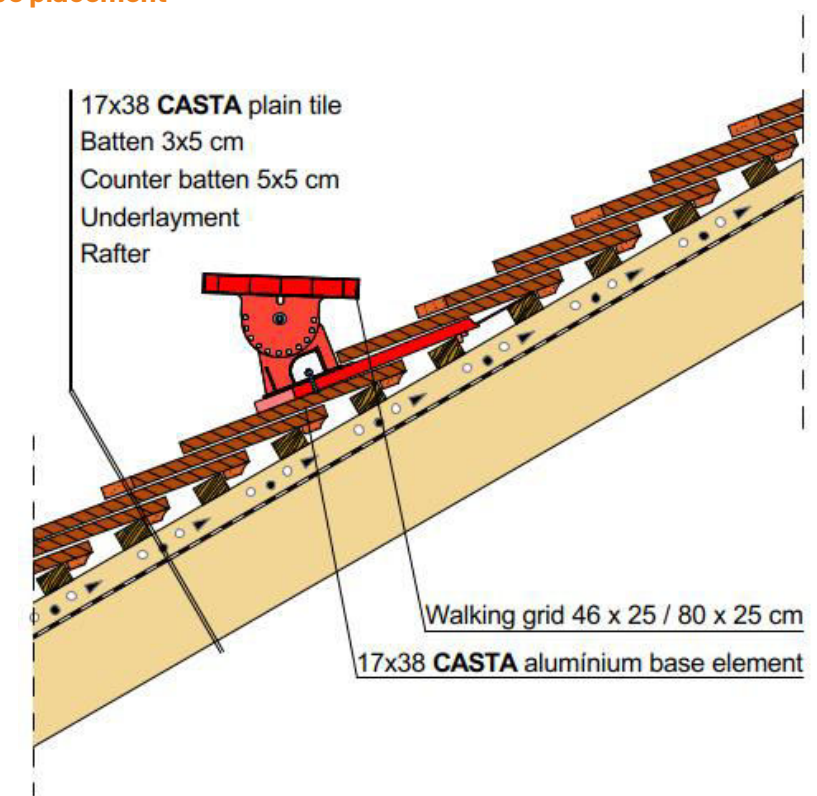 placement
17x38 CASTA plain tile
Batten 3x5 cm
Counter batten 5x5 cm
Underlayment
Rafter
Walking grid 46 x 25 / 80 x 25 cm
17x38 CASTA alumínium base element